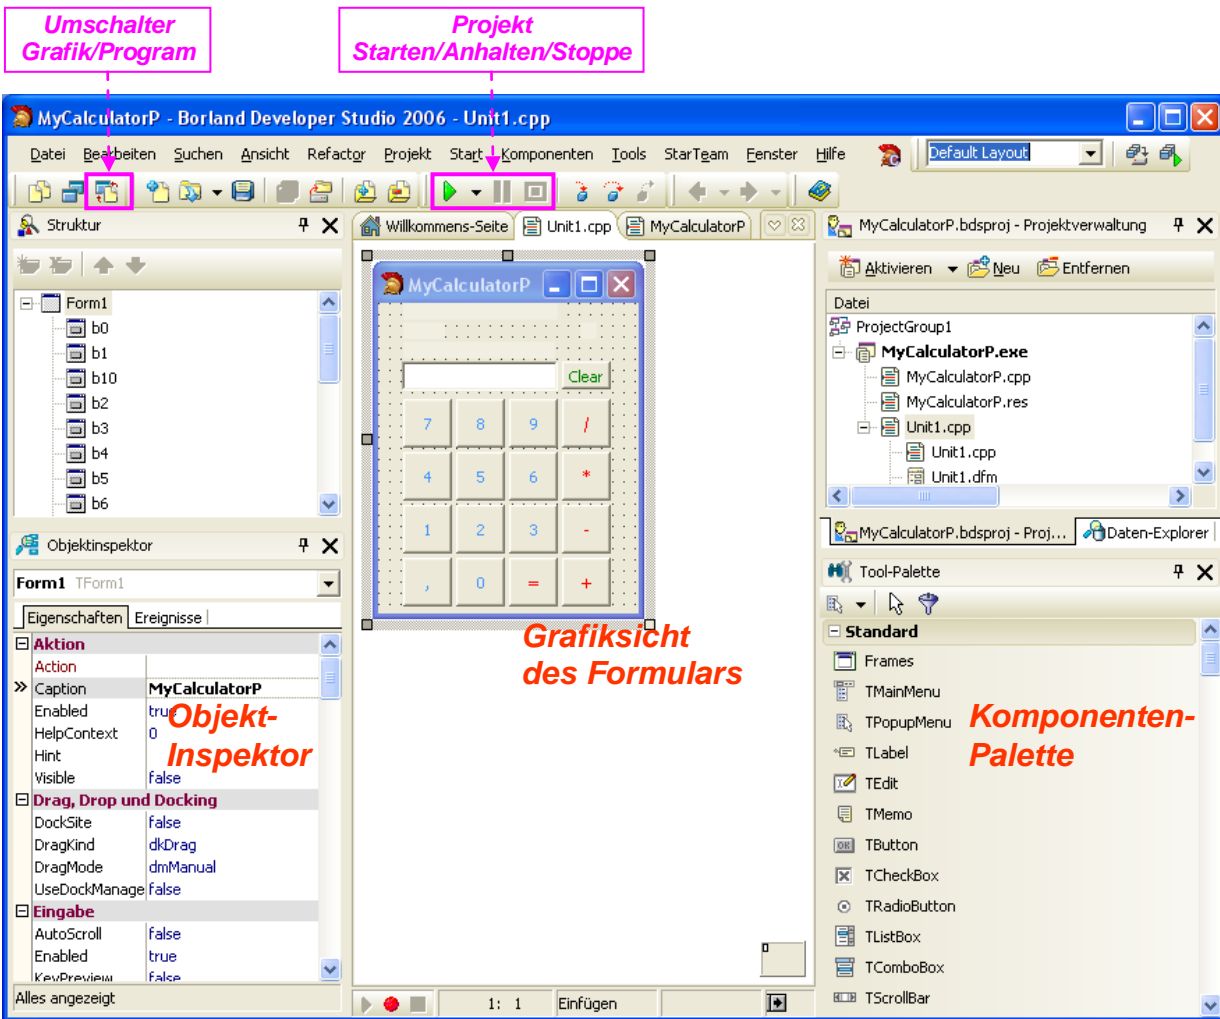 Umschalter
Grafik/Program
Projekt
Starten/Anhalten/Stoppe
MyCalculatorP - Borland Developer Studio 2006 - Unit1.cpp
Datei Bearbeiten Suchen Ansicht Refactor Projekt Start Komponenten Tools StarTeam Fenster Hilfe
Default Layout
Struktur
Form1
b0
b1
b10
b2
b3
b4
b5
b6
Objektinspektor
Form1 TForm1
Eigenschaften Ereignisse
Aktion
Action
Caption MyCalculatorP
Enabled true
HelpContext 0
Hint
Visible false
Drag, Drop und Docking
DockSite false
DragKind dkDrag
DragMode dmManual
UseDockManage false
Eingabe
AutoScroll false
Enabled true
KeyPreview false
Alles angezeigt
Objekt-
Inspektor
Willkommens-Seite Unit1.cpp MyCalculatorP
MyCalculatorP
Clear
7 8 9 /
4 5 6 *
1 2 3 -
, 0 = +
Grafiksicht
des Formulars
1: 1 Einfügen
MyCalculatorP.bdsproj - Projektverwaltung
Aktivieren Neu Entfernen
Datei
ProjectGroup1
MyCalculatorP.exe
MyCalculatorP.cpp
MyCalculatorP.res
Unit1.cpp
Unit1.cpp
Unit1.dfm
MyCalculatorP.bdsproj - Proj... Daten-Explorer
Tool-Palette
Standard
Frames
TMainMenu
TPopupMenu
TLabel
TEdit
TMemo
TButton
TCheckBox
TRadioButton
TListBox
TComboBox
TScrollBar
Komponenten-
Palette